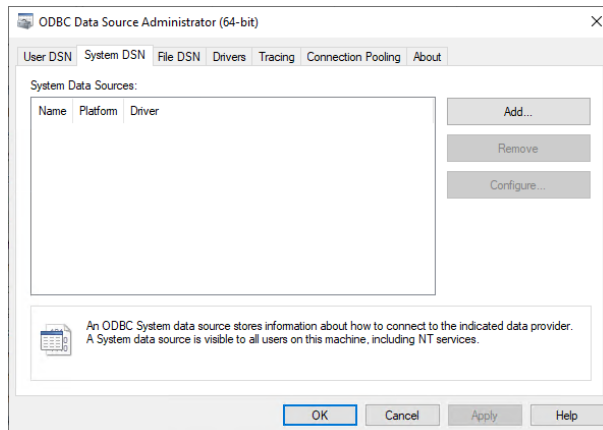 ODBC Data Source Administrator (64-bit)
User DSN System DSN File DSN Drivers Tracing Connection Pooling About
System Data Sources:
Name Platform Driver
Add...
Remove
Configure...
An ODBC System data source stores information about how to connect to the indicated data provider.
A System data source is visible to all users on this machine, including NT services.
OK Cancel Apply Help